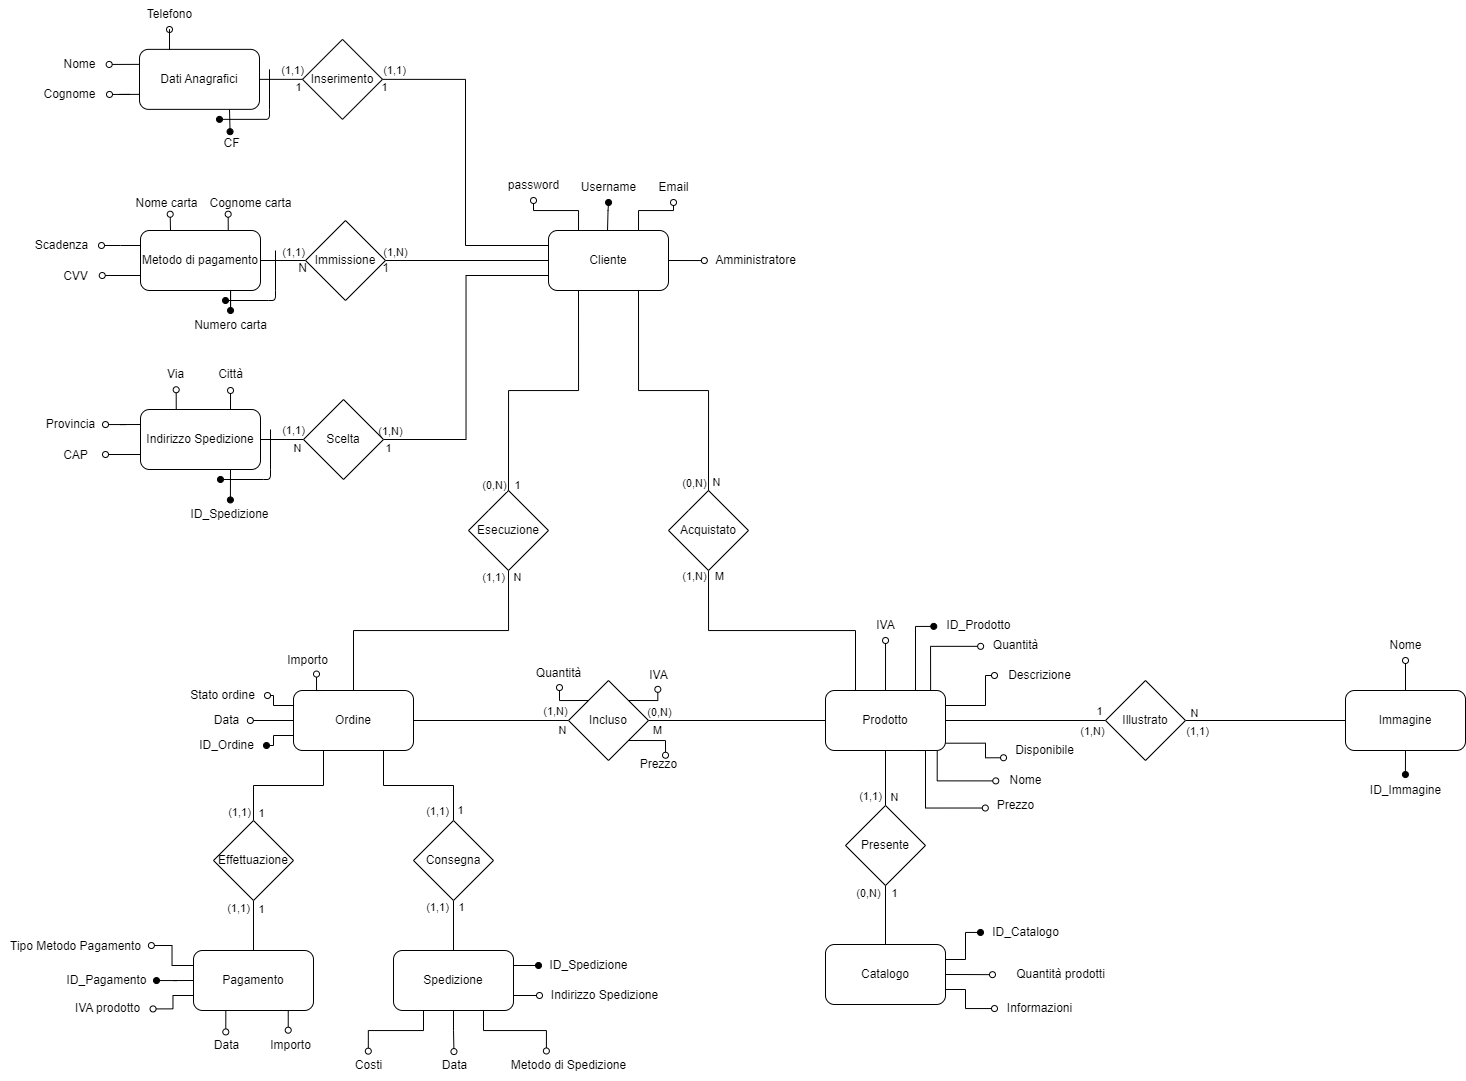 Telefono
Nome
Cognome
Dati Anagrafici
(1,1)
1
Inserimento
(1,1)
1
CF
password
Username
Email
Nome carta
Cognome carta
Scadenza
CVV
Metodo di pagamento
(1,1)
N
Immissione
(1,N)
1
Cliente
Amministratore
Numero carta
Via
Città
Provincia
CAP
Indirizzo Spedizione
(1,1)
N
Scelta
(1,N)
1
ID_Spedizione
(0,N)
1
Esecuzione
(1,1)
N
(0,N)
N
Acquistato
(1,N)
M
Importo
Stato ordine
Data
ID_Ordine
Ordine
Quantità
IVA
(1,N)
N
Incluso
(0,N)
M
Prezzo
IVA
ID_Prodotto
Quantità
Descrizione
Prodotto
Disponibile
Nome
Prezzo
1
(1,N)
Illustrato
N
(1,1)
Nome
Immagine
ID_Immagine
(1,1)
1
Effettuazione
(1,1)
1
(1,1)
1
Consegna
(1,1)
1
(1,1)
N
Presente
(0,N)
1
Tipo Metodo Pagamento
ID_Pagamento
IVA prodotto
Pagamento
Data
Importo
Spedizione
ID_Spedizione
Indirizzo Spedizione
Costi
Data
Metodo di Spedizione
Catalogo
ID_Catalogo
Quantità prodotti
Informazioni